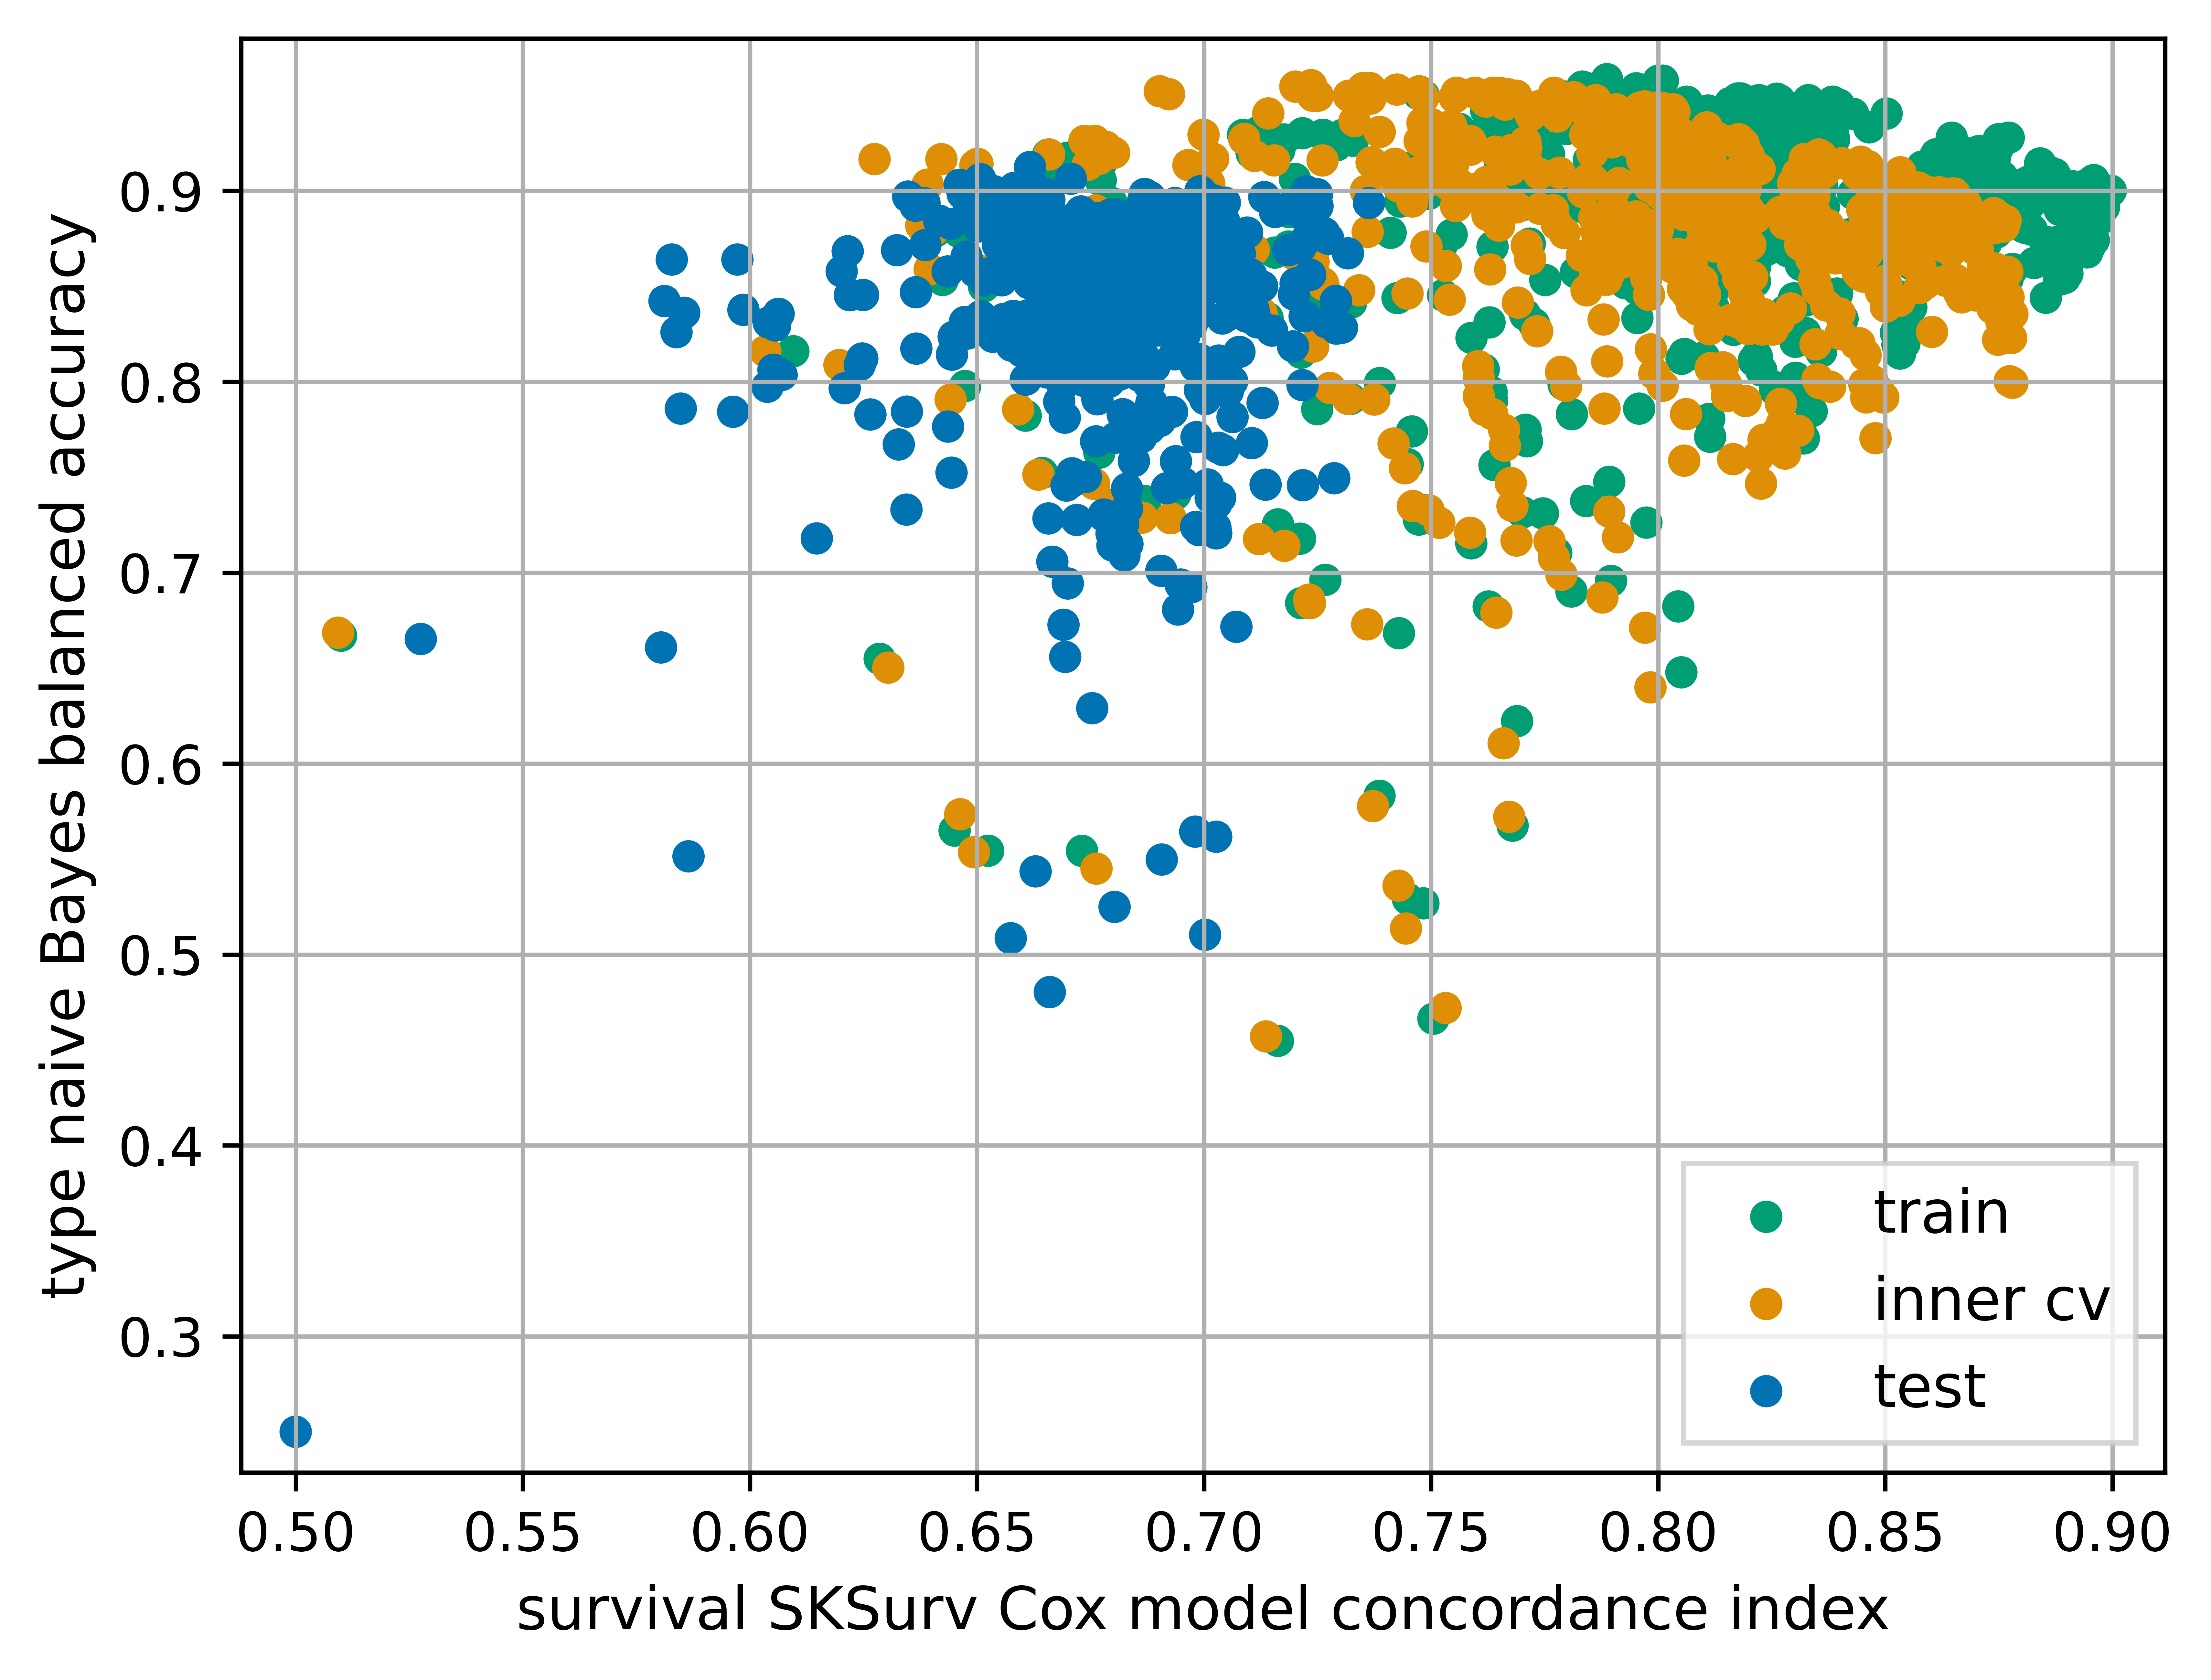 type naive Bayes balanced accuracy
0.9
0.8
0.7
0.6
0.5
0.4
0.3
train
inner cv
test
0.50 0.55 0.60 0.65 0.70 0.75 0.80 0.85 0.90
survival SKSurv Cox model concordance index